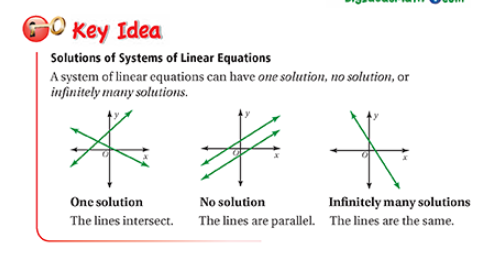 Key Idea
Solutions of Systems of Linear Equations
A system of linear equations can have one solution, no solution, or
infinitely many solutions.
y y y
O x O x O x
One solution No solution Infinitely many solutions
The lines intersect. The lines are parallel. The lines are the same.